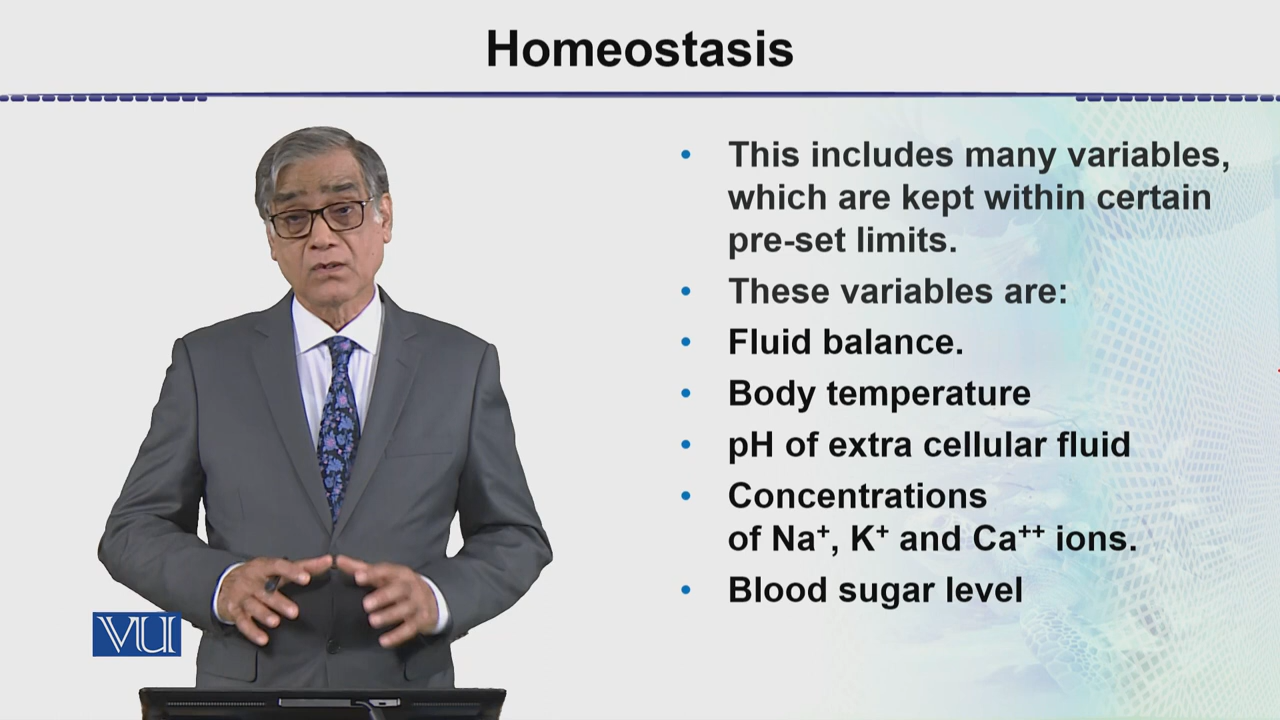 Homeostasis
• This includes many variables,
which are kept within certain
pre-set limits.
• These variables are:
• Fluid balance.
• Body temperature
• pH of extra cellular fluid
• Concentrations
of Na⁺, K⁺ and Ca⁺⁺ ions.
• Blood sugar level
VU